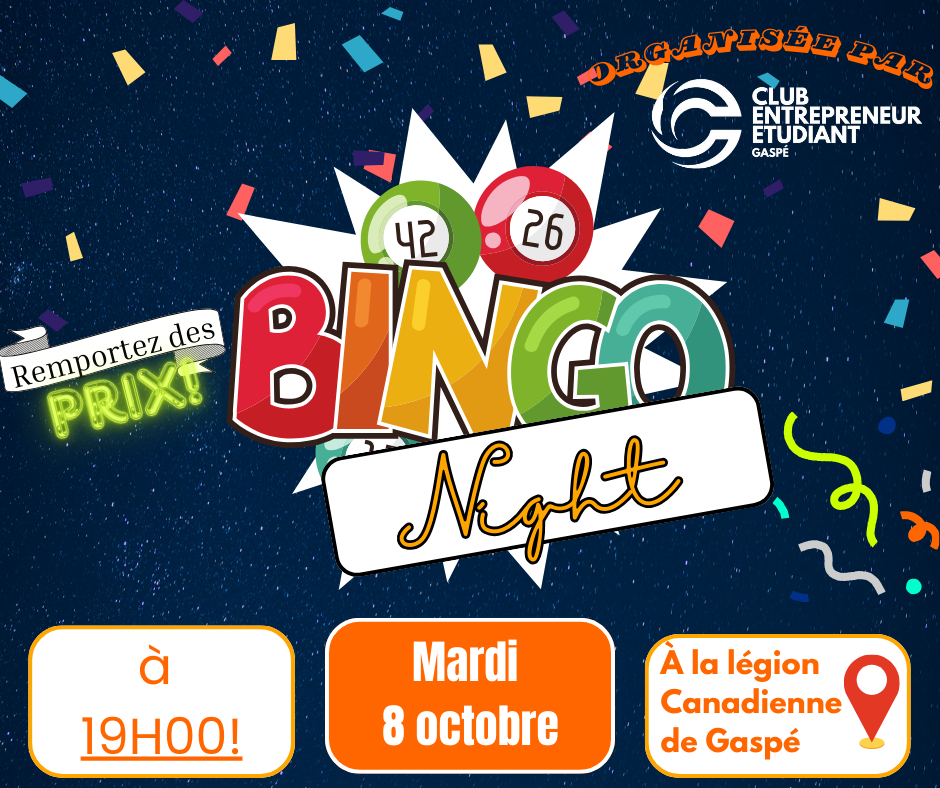 ORGANISÉE PAR
CLUB
ENTREPRENEUR
ETUDIANT
GASPÉ
42
26
BINGO
Night
Remportez des
PRIX!
à
19H00!
Mardi
8 octobre
À la légion
Canadienne
de Gaspé